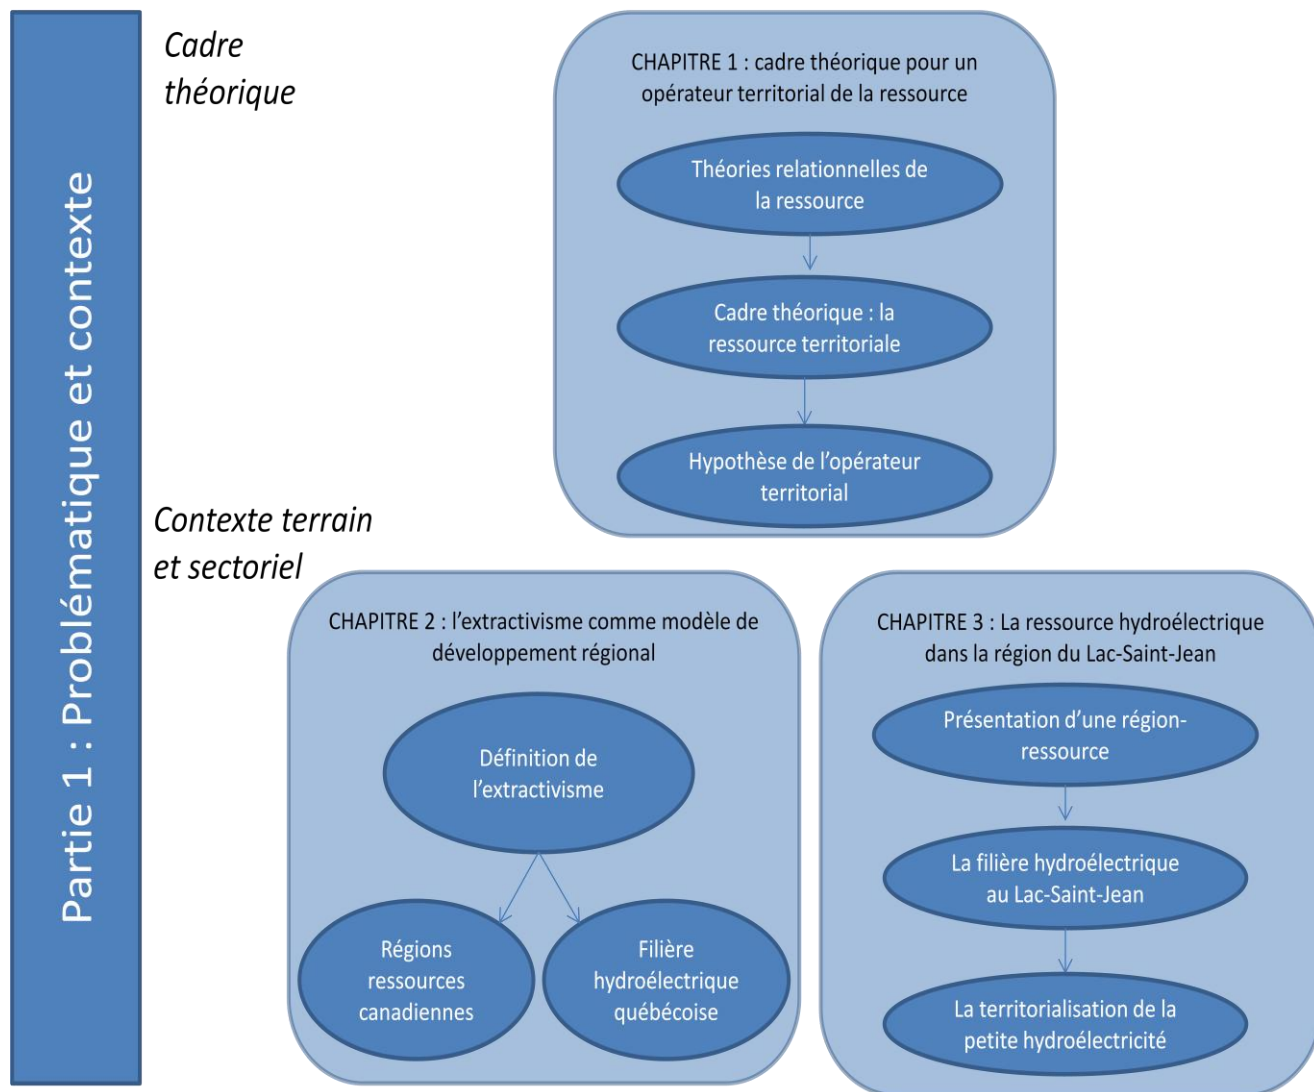 Partie 1 : Problématique et contexte
Cadre
théorique
CHAPITRE 1 : cadre théorique pour un
opérateur territorial de la ressource
Théories relationnelles de
la ressource
Cadre théorique : la
ressource territoriale
Hypothèse de l’opérateur
territorial
Contexte terrain
et sectoriel
CHAPITRE 2 : l’extractivisme comme modèle de
développement régional
Définition de
l’extractivisme
Régions
ressources
canadiennes
Filière
hydroélectrique
québécoise
CHAPITRE 3 : La ressource hydroélectrique
dans la région du Lac-Saint-Jean
Présentation d’une région-
ressource
La filière hydroélectrique
au Lac-Saint-Jean
La territorialisation de la
petite hydroélectricité